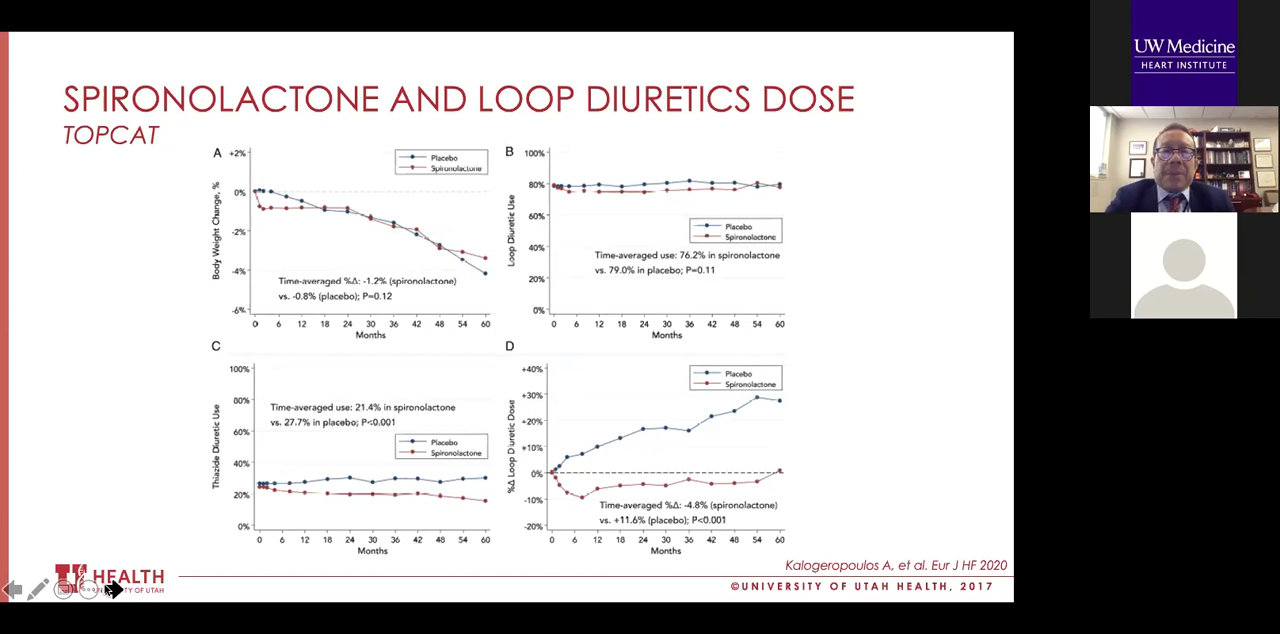 SPIRONOLACTONE AND LOOP DIURETICS DOSE
TOPCAT
A
+2%
0%
-2%
-4%
-6%
Body Weight Change, %
Placebo
Spironolactone
Time-averaged %Δ: -1.2% (spironolactone)
vs. -0.8% (placebo); P=0.12
0 6 12 18 24 30 36 42 48 54 60
Months
B
100%
80%
60%
40%
20%
0%
Loop Diuretic Use
Placebo
Spironolactone
Time-averaged use: 76.2% in spironolactone
vs. 79.0% in placebo; P=0.11
0 6 12 18 24 30 36 42 48 54 60
Months
C
100%
80%
60%
40%
20%
0%
Thiazide Diuretic Use
Time-averaged use: 21.4% in spironolactone
vs. 27.7% in placebo; P<0.001
Placebo
Spironolactone
0 6 12 18 24 30 36 42 48 54 60
Months
D
+40%
+30%
+20%
+10%
0%
-10%
-20%
%Δ Loop Diuretic Dose
Placebo
Spironolactone
Time-averaged %Δ: -4.8% (spironolactone)
vs. +11.6% (placebo); P<0.001
0 6 12 18 24 30 36 42 48 54 60
Months
Kalogeropoulos A, et al. Eur J HF 2020
HEALTH
OF UTAH
©UNIVERSITY OF UTAH HEALTH, 2017
UW Medicine
HEART INSTITUTE